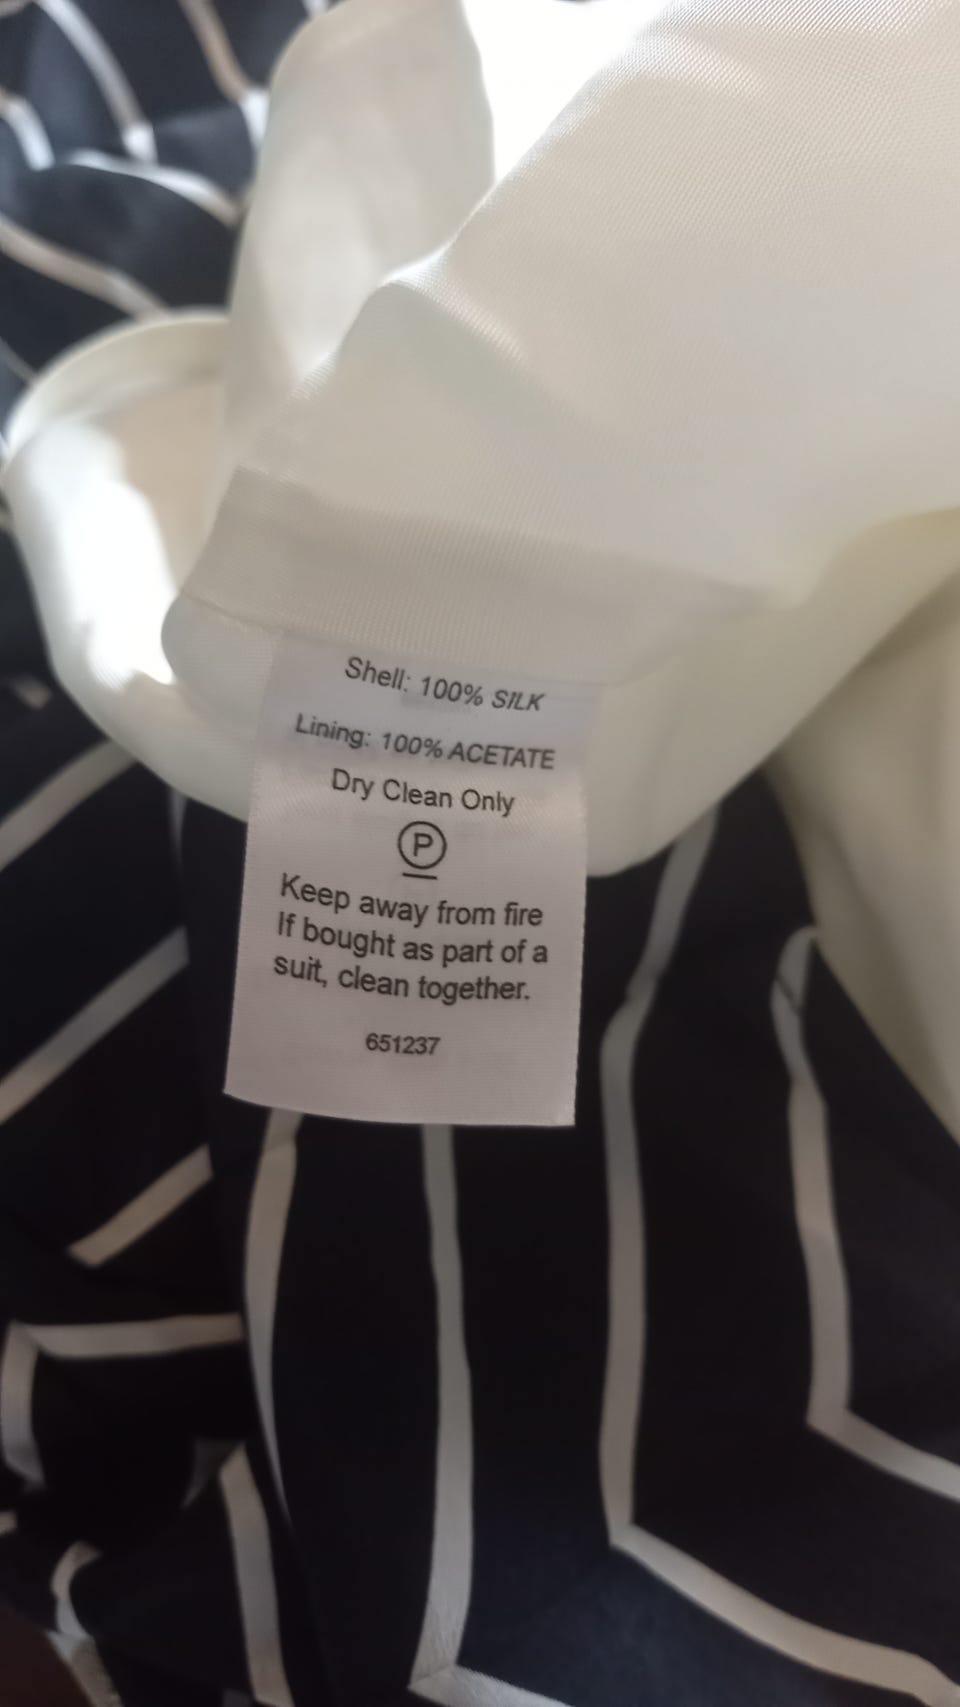 Shell: 100% SILK
Lining: 100% ACETATE
Dry Clean Only
P
Keep away from fire
If bought as part of a
suit, clean together.
651237